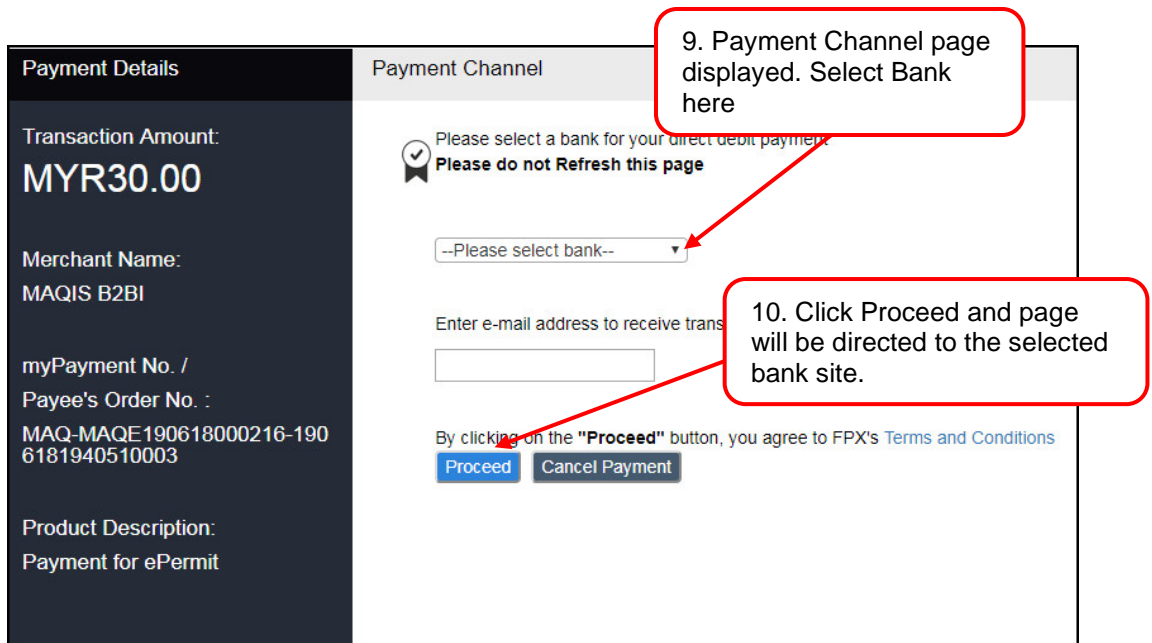 Payment Details
Transaction Amount:
MYR30.00
Merchant Name:
MAQIS B2BI
myPayment No. /
Payee's Order No. :
MAQ-MAQE190618000216-190
6181940510003
Product Description:
Payment for ePermit
Payment Channel
9. Payment Channel page
displayed. Select Bank
here
Please select a bank for your direct debit payment
Please do not Refresh this page
--Please select bank--
Enter e-mail address to receive trans
10. Click Proceed and page
will be directed to the selected
bank site.
By clicking on the "Proceed" button, you agree to FPX's Terms and Conditions
Proceed
Cancel Payment